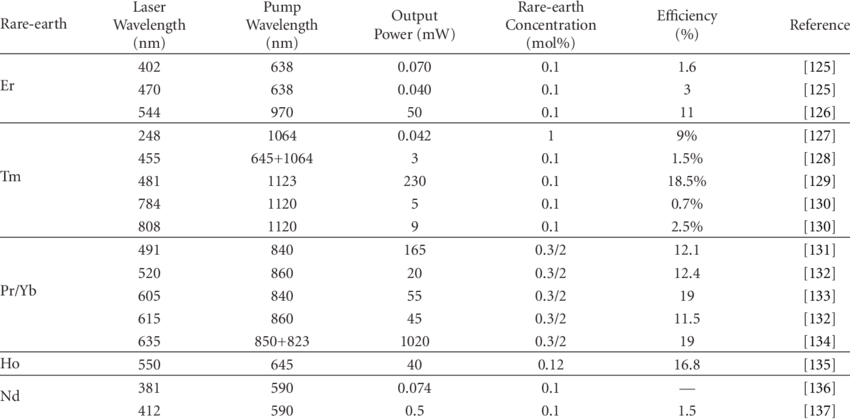 Rare-earth Laser Wavelength (nm) Pump Wavelength (nm) Output Power (mW) Rare-earth Concentration (mol%) Efficiency (%) Reference
Er 402 638 0.070 0.1 1.6 [125]
470 638 0.040 0.1 3 [125]
544 970 50 0.1 11 [126]
Tm 248 1064 0.042 1 9% [127]
455 645+1064 3 0.1 1.5% [128]
481 1123 230 0.1 18.5% [129]
784 1120 5 0.1 0.7% [130]
808 1120 9 0.1 2.5% [130]
Pr/Yb 491 840 165 0.3/2 12.1 [131]
520 860 20 0.3/2 12.4 [132]
605 840 55 0.3/2 19 [133]
615 860 45 0.3/2 11.5 [132]
635 850+823 1020 0.3/2 19 [134]
Ho 550 645 40 0.12 16.8 [135]
Nd 381 590 0.074 0.1 — [136]
412 590 0.5 0.1 1.5 [137]